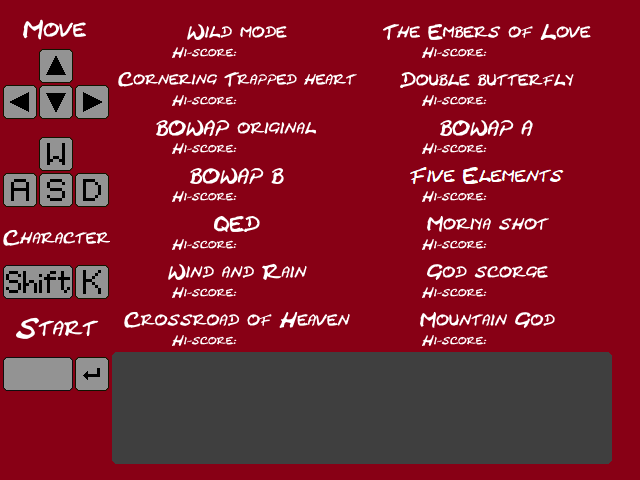 Move
▲
◀ ▼ ▶
W
A S D
Character
Shift K
Start
↵
Wild mode
Hi-score:
The Embers of Love
Hi-score:
Cornering Trapped heart
Hi-score:
Double butterfly
Hi-score:
BOWAP original
Hi-score:
BOWAP A
Hi-score:
BOWAP B
Hi-score:
Five Elements
Hi-score:
QED
Hi-score:
Moriya shot
Hi-score:
Wind and Rain
Hi-score:
God scorge
Hi-score:
Crossroad of Heaven
Hi-score:
Mountain God
Hi-score: